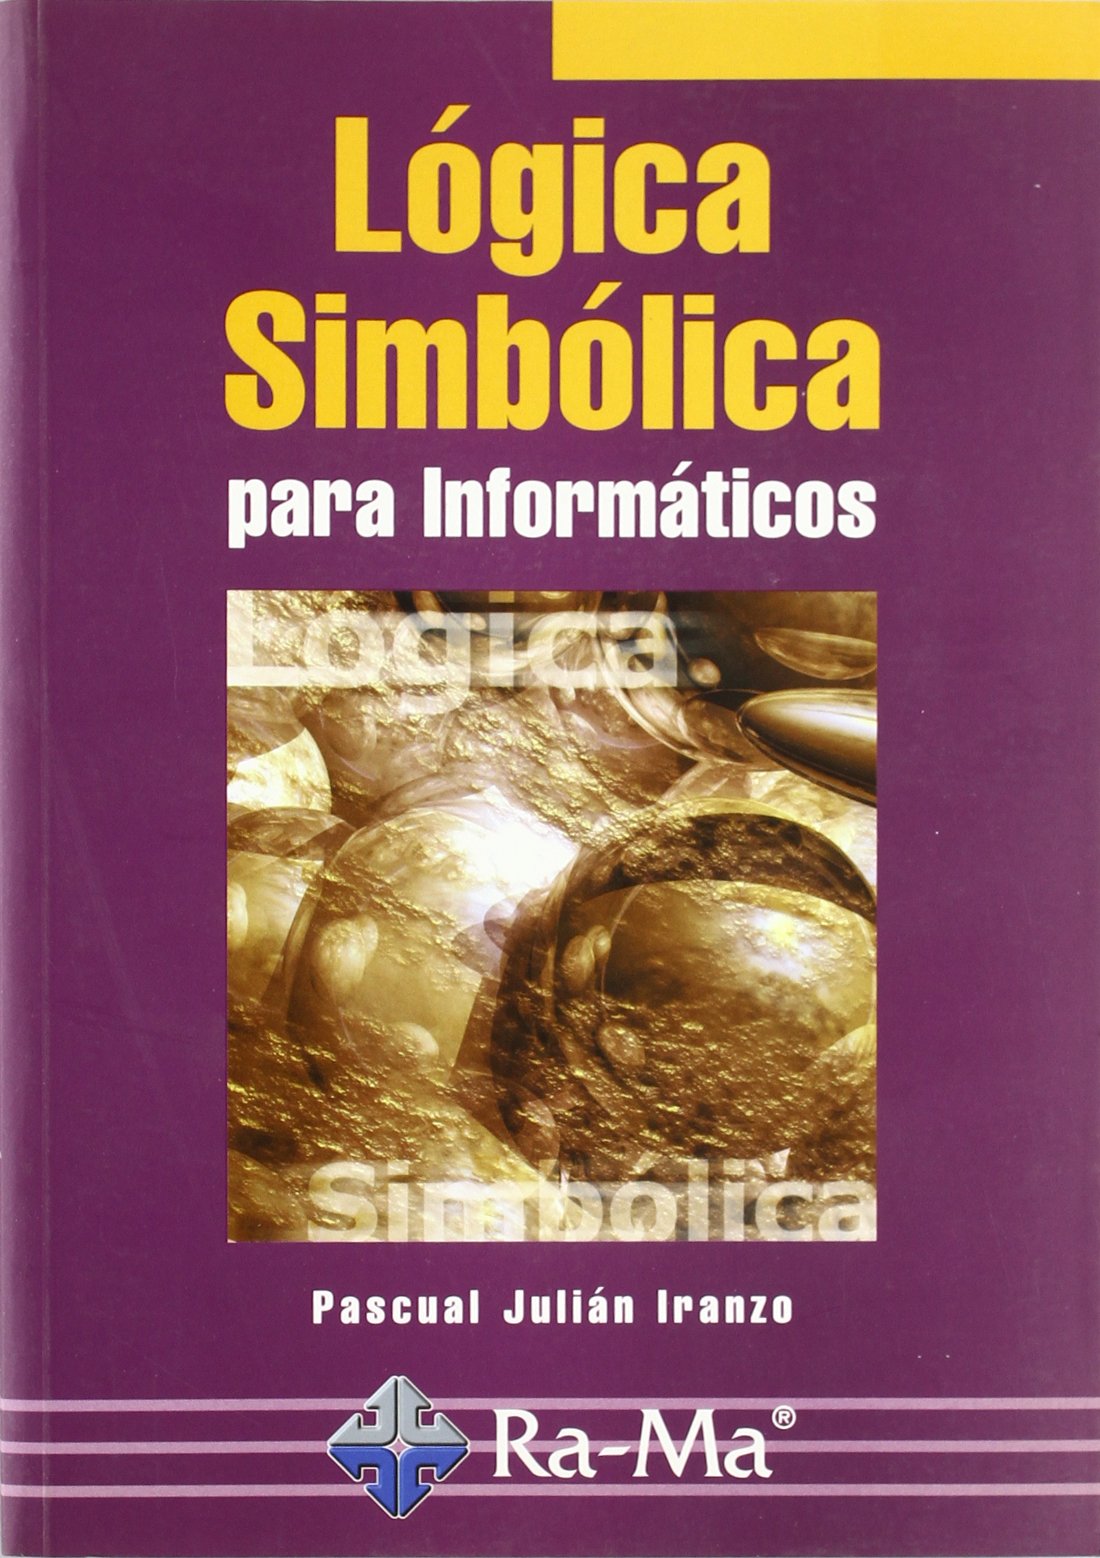 Lógica
Simbólica
para Informáticos
Lógica
Simbólica
Pascual Julián Iranzo
Ra-Ma®